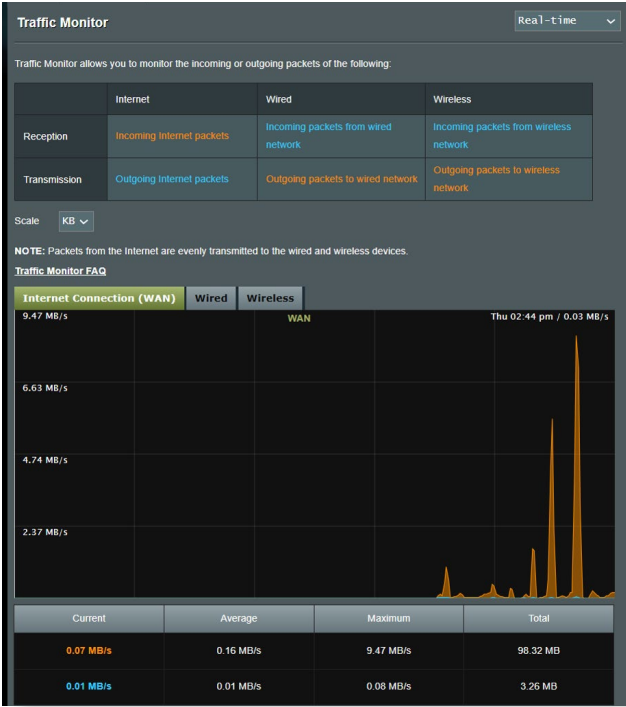 Traffic Monitor
Real-time
Traffic Monitor allows you to monitor the incoming or outgoing packets of the following:
Internet Wired Wireless
Reception Incoming Internet packets Incoming packets from wired network Incoming packets from wireless network
Transmission Outgoing Internet packets Outgoing packets to wired network Outgoing packets to wireless network
Scale KB
NOTE: Packets from the Internet are evenly transmitted to the wired and wireless devices.
Traffic Monitor FAQ
Internet Connection (WAN) Wired Wireless
9.47 MB/s WAN Thu 02:44 pm / 0.03 MB/s
6.63 MB/s
4.74 MB/s
2.37 MB/s
Current Average Maximum Total
0.07 MB/s 0.16 MB/s 9.47 MB/s 98.32 MB
0.01 MB/s 0.01 MB/s 0.08 MB/s 3.26 MB